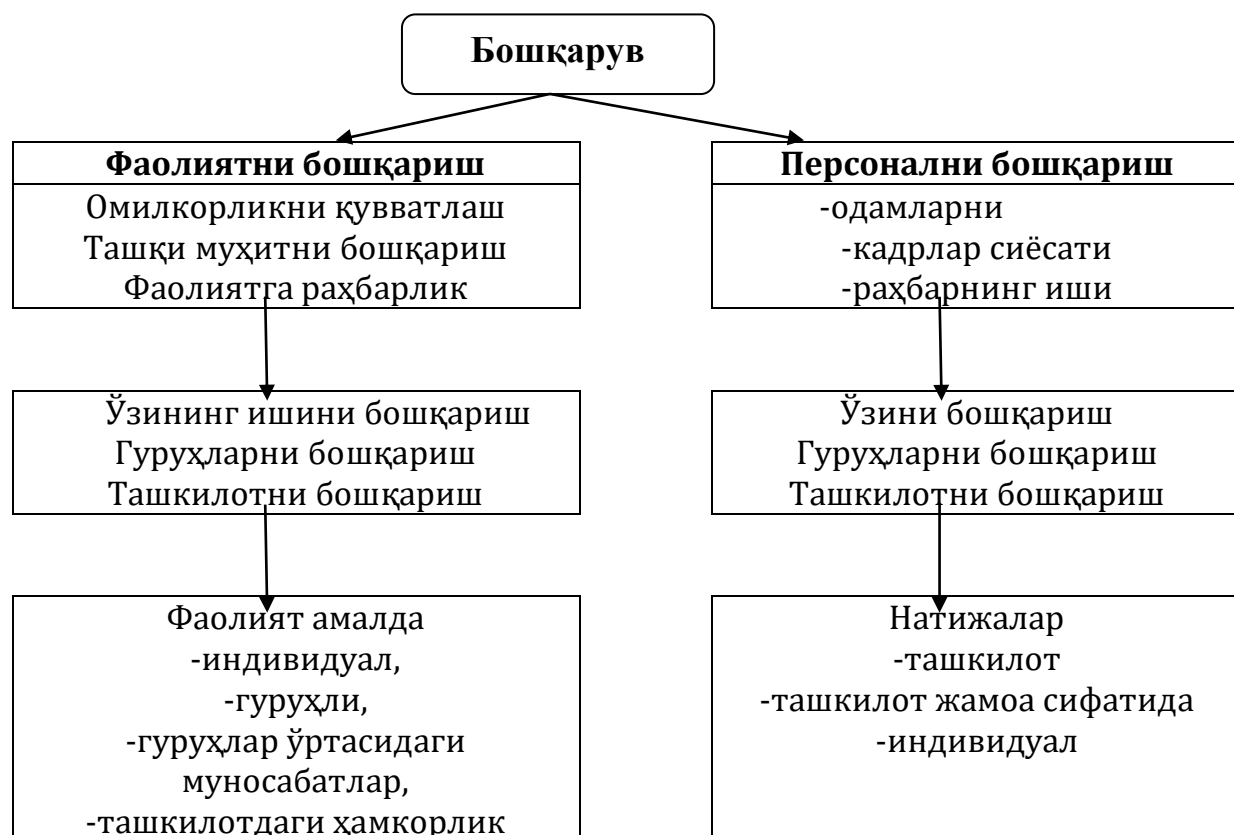 Бошқарув
Фаолиятни бошқариш
Омилкорликни қувватлаш
Ташқи муҳитни бошқариш
Фаолиятга раҳбарлик
Ўзининг ишини бошқариш
Гуруҳларни бошқариш
Ташкилотни бошқариш
Фаолият амалда
-индивидуал,
-гуруҳли,
-гуруҳлар ўртасидаги
муносабатлар,
-ташкилотдаги ҳамкорлик
Персонални бошқариш
-одамларни
-кадрлар сиёсати
-раҳбарнинг иши
Ўзини бошқариш
Гуруҳларни бошқариш
Ташкилотни бошқариш
Натижалар
-ташкилот
-ташкилот жамоа сифатида
-индивидуал